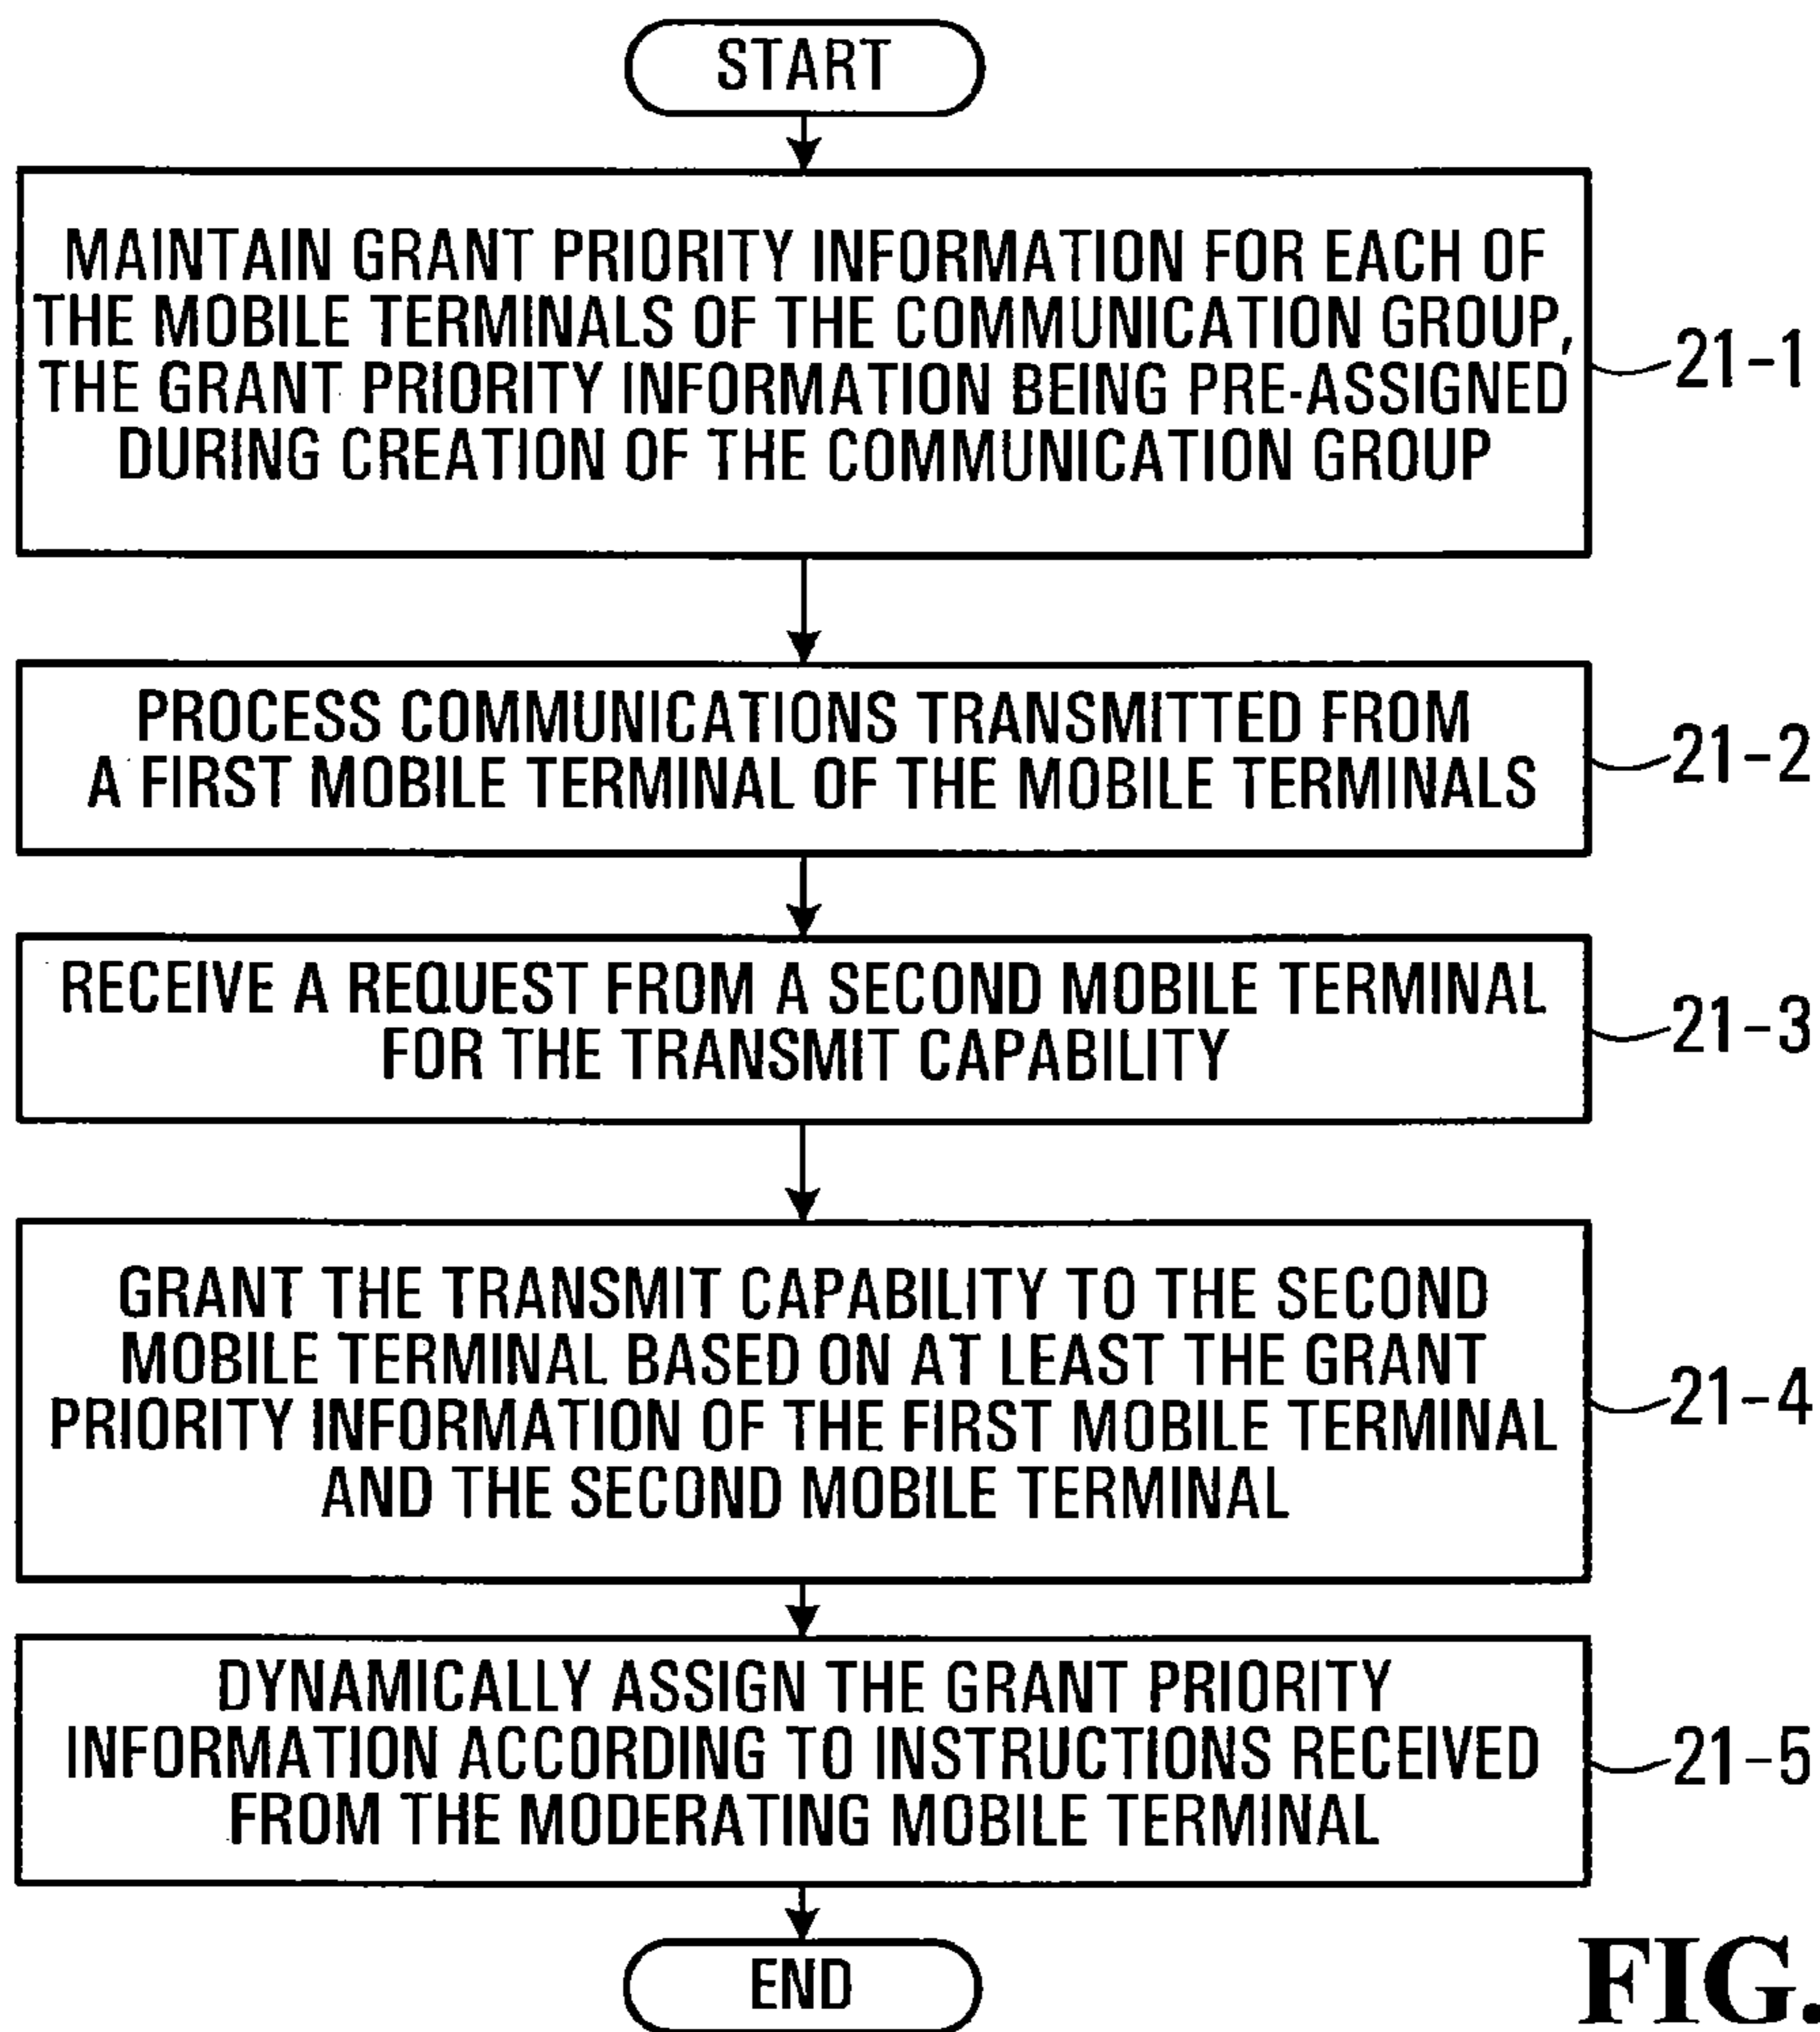 START
MAINTAIN GRANT PRIORITY INFORMATION FOR EACH OF
THE MOBILE TERMINALS OF THE COMMUNICATION GROUP,
THE GRANT PRIORITY INFORMATION BEING PRE-ASSIGNED
DURING CREATION OF THE COMMUNICATION GROUP
21-1
PROCESS COMMUNICATIONS TRANSMITTED FROM
A FIRST MOBILE TERMINAL OF THE MOBILE TERMINALS
21-2
RECEIVE A REQUEST FROM A SECOND MOBILE TERMINAL
FOR THE TRANSMIT CAPABILITY
21-3
GRANT THE TRANSMIT CAPABILITY TO THE SECOND
MOBILE TERMINAL BASED ON AT LEAST THE GRANT
PRIORITY INFORMATION OF THE FIRST MOBILE TERMINAL
AND THE SECOND MOBILE TERMINAL
21-4
DYNAMICALLY ASSIGN THE GRANT PRIORITY
INFORMATION ACCORDING TO INSTRUCTIONS RECEIVED
FROM THE MODERATING MOBILE TERMINAL
21-5
END
FIG.